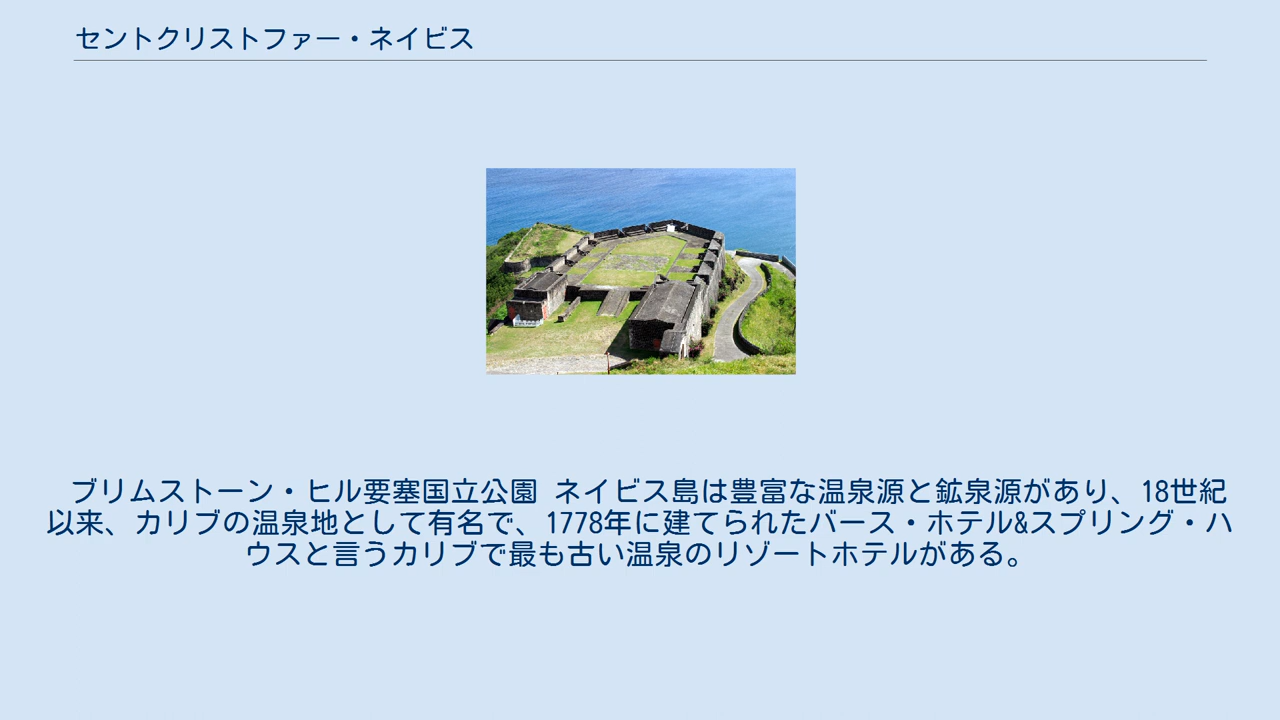 セントクリストファー・ネイビス
ブリムストーン・ヒル要塞国立公園 ネイビス島は豊富な温泉源と鉱泉源があり、18世紀
以来、カリブの温泉地として有名で、1778年に建てられたバース・ホテル&スプリング・ハ
ウスと言うカリブで最も古い温泉のリゾートホテルがある。